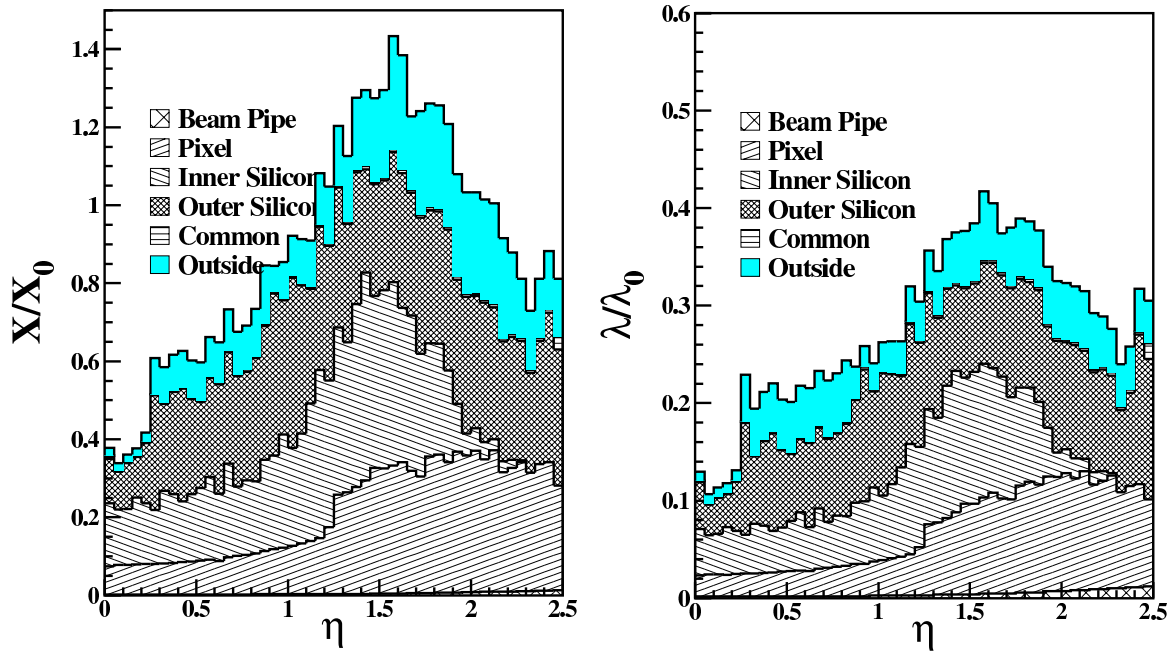 X/X0
1.4
1.2
1
0.8
0.6
0.4
0.2
0
Beam Pipe
Pixel
Inner Silicon
Outer Silicon
Common
Outside
0 0.5 1 1.5 2 2.5
η
λ/λ0
0.6
0.5
0.4
0.3
0.2
0.1
0
Beam Pipe
Pixel
Inner Silicon
Outer Silicon
Common
Outside
0 0.5 1 1.5 2 2.5
η